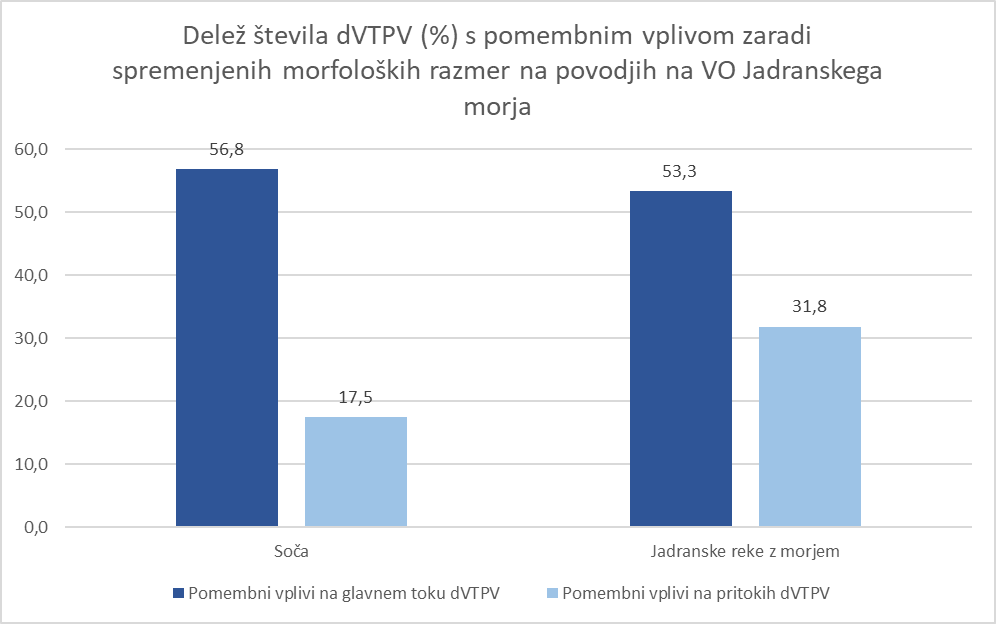 Delež števila dVTPV (%) s pomembnim vplivom zaradi
spremenjenih morfoloških razmer na povodjih na VO Jadranskega
morja
60,0
50,0
40,0
30,0
20,0
10,0
0,0
56,8
17,5
53,3
31,8
Soča
Jadranske reke z morjem
Pomembni vplivi na glavnem toku dVTPV
Pomembni vplivi na pritokih dVTPV